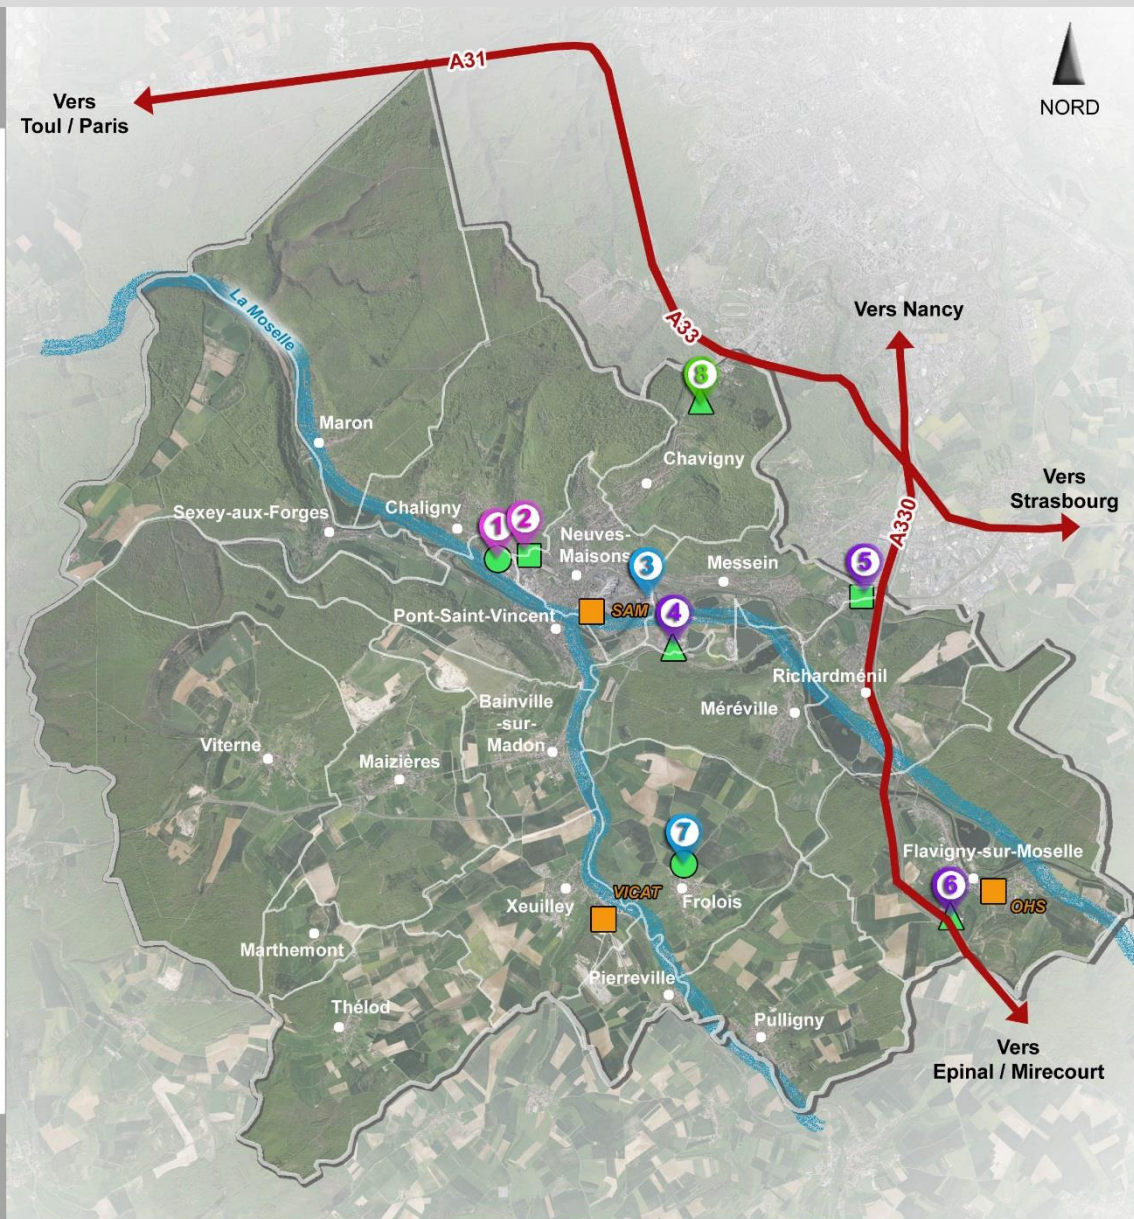 A31
Vers
Toul / Paris
NORD
La Moselle
A33
Vers Nancy
8
Maron
Chavigny
Vers
Strasbourg
Sexey-aux-Forges
Chaligny
1
2
Neuves-
Maisons
A330
3
Messein
5
SAM
4
Pont-Saint-Vincent
Richardménil
Bainville
-sur-
Madon
Méréville
Viterne
Maizières
7
Flavigny-sur-Moselle
6
OHS
Xeuilley
VICAT
Frolois
Marthemont
Pierreville
Thélod
Pulligny
Vers
Epinal / Mirecourt